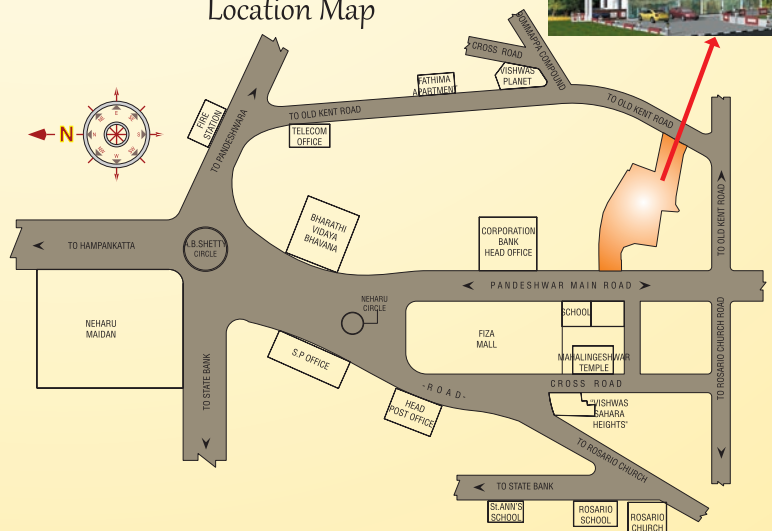 Location Map
BOMMAPPA COMPOUND
CROSS ROAD
VISHWAS
PLANET
FATHIMA
APARTMENT
TO OLD KENT ROAD
TO OLD KENT ROAD
FIRE
STATION
TO PANDESHWARA
TELECOM
OFFICE
N
E
N
S
W
TO HAMPANKATTA
A.B.SHETTY
CIRCLE
BHARATHI
VIDAYA
BHAVANA
CORPORATION
BANK
HEAD OFFICE
TO OLD KENT ROAD
PANDESHWAR MAIN ROAD
NEHARU
CIRCLE
NEHARU
MAIDAN
SCHOOL
FIZA
MALL
TO ROSARIO CHURCH ROAD
S.P OFFICE
MAHALINGESHWAR
TEMPLE
TO STATE BANK
-ROAD-
CROSS ROAD
HEAD
POST OFFICE
"VISHWAS
SAHARA
HEIGHTS"
TO ROSARIO CHURCH
TO STATE BANK
St.ANN'S
SCHOOL
ROSARIO
SCHOOL
ROSARIO
CHURCH